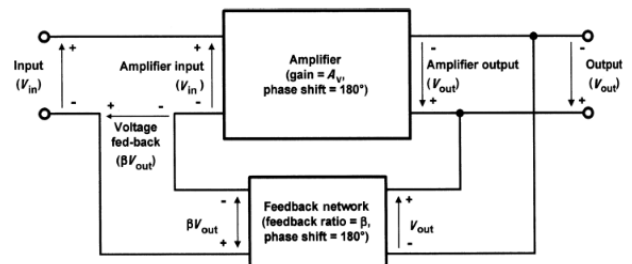 +
+
-
-
Input
(Vin)
Amplifier input
(Vin)
Amplifier
(gain = Av,
phase shift = 180°)
Amplifier output
(Vout)
Output
(Vout)
-
-
+
-
+
+
+
-
Voltage
fed-back
(βVout)
-
βVout
+
Feedback network
(feedback ratio = β,
phase shift = 180°)
+
Vout
-